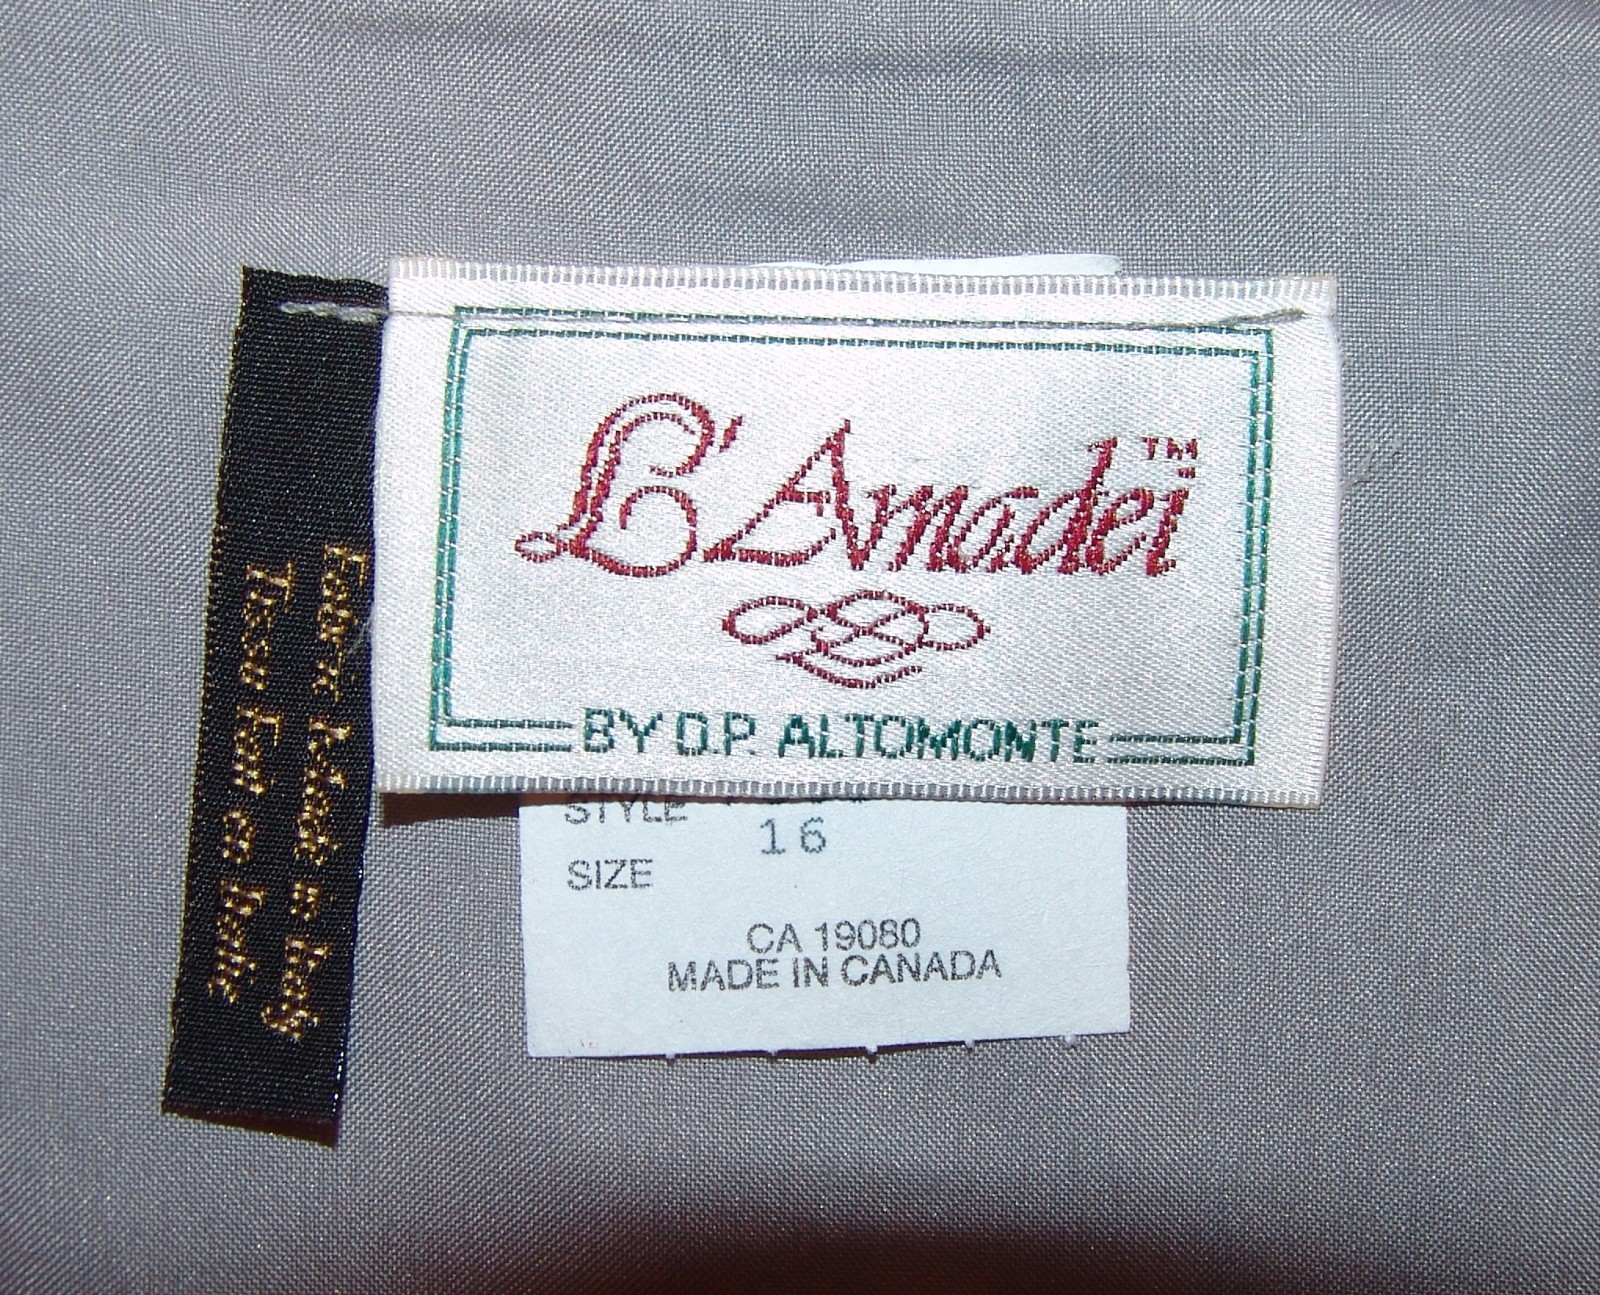 L'Amadei™
BY D.P. ALTOMONTE
STYLE
16
SIZE
CA 19080
MADE IN CANADA
Fabric Made in Italy
Tissu Fait en Italie